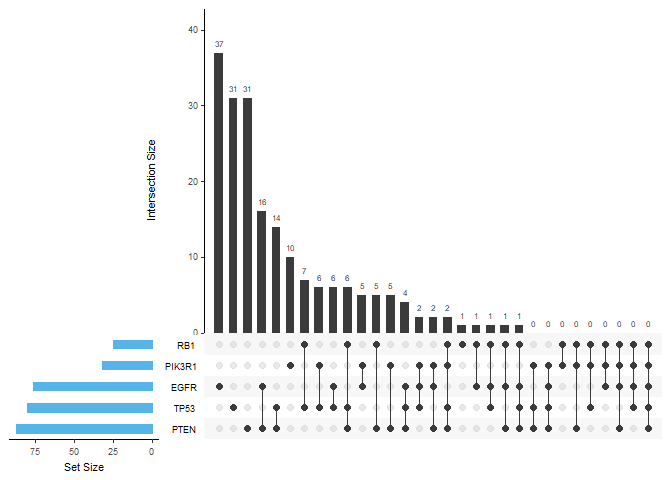 40
30
20
10
0
Intersection Size
37
31 31
16
14
10
7
6 6 6
5 5 5
4
2 2 2
1 1 1 1 1
0 0 0 0 0 0 0 0 0
RB1
PIK3R1
EGFR
TP53
PTEN
75 50 25 0
Set Size